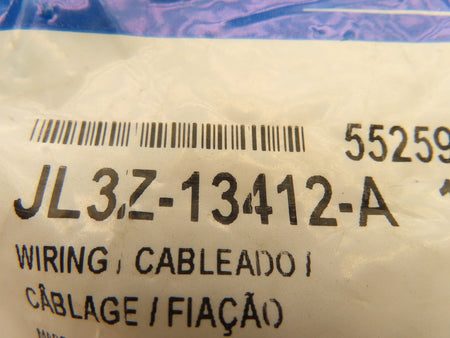 55259
JL3Z-13412-A
WIRING / CABLEADO /
CÂBLAGE / FIAÇÃO